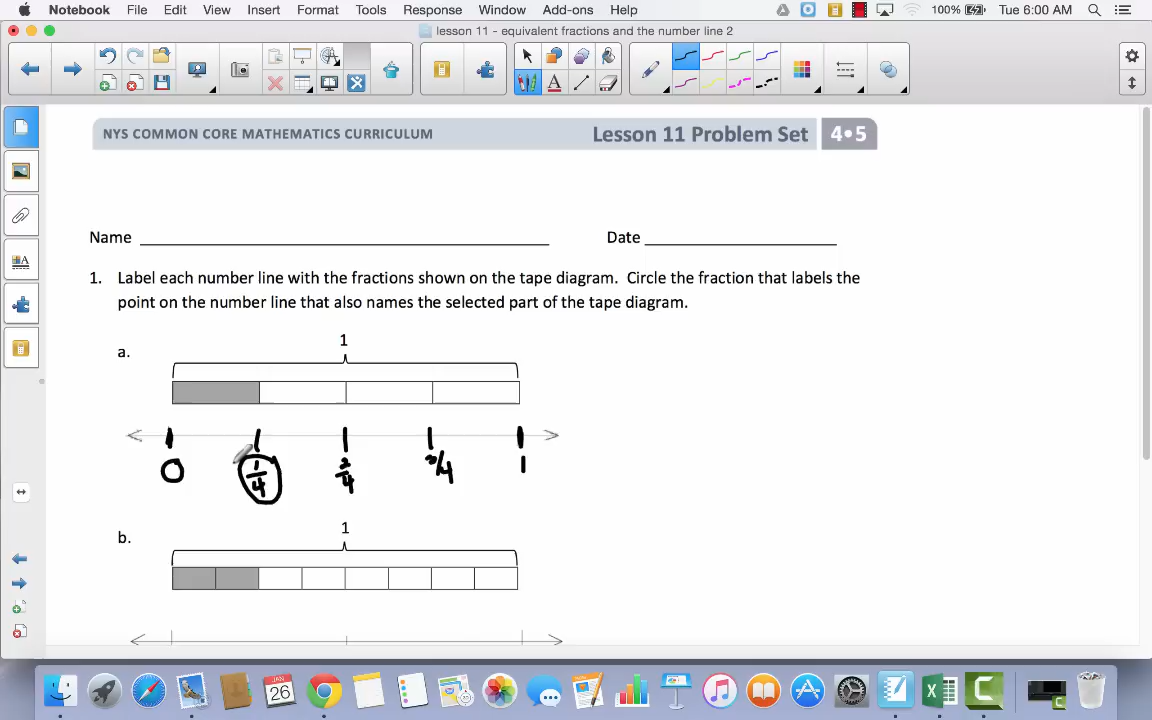 Notebook File Edit View Insert Format Tools Response Window Add-ons Help 100% Tue 6:00 AM
lesson 11 - equivalent fractions and the number line 2
NYS COMMON CORE MATHEMATICS CURRICULUM Lesson 11 Problem Set 4•5
Name Date
1. Label each number line with the fractions shown on the tape diagram. Circle the fraction that labels the
point on the number line that also names the selected part of the tape diagram.
1
a.
0 1/4 2/4 3/4 1
1
b.
JAN
26